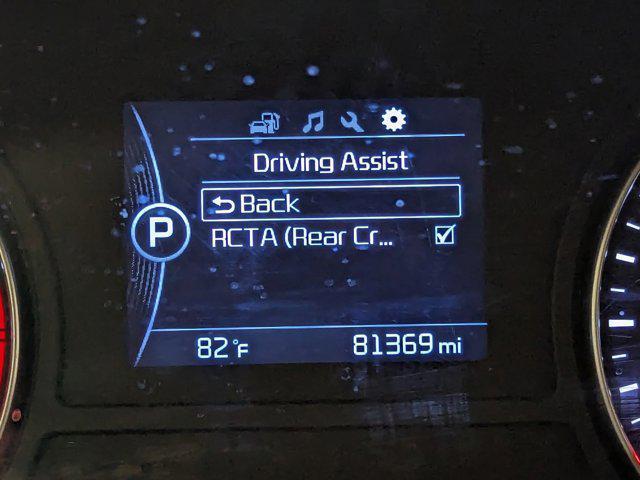 Driving Assist
Back
P
RCTA (Rear Cr...
82°F 81369 mi